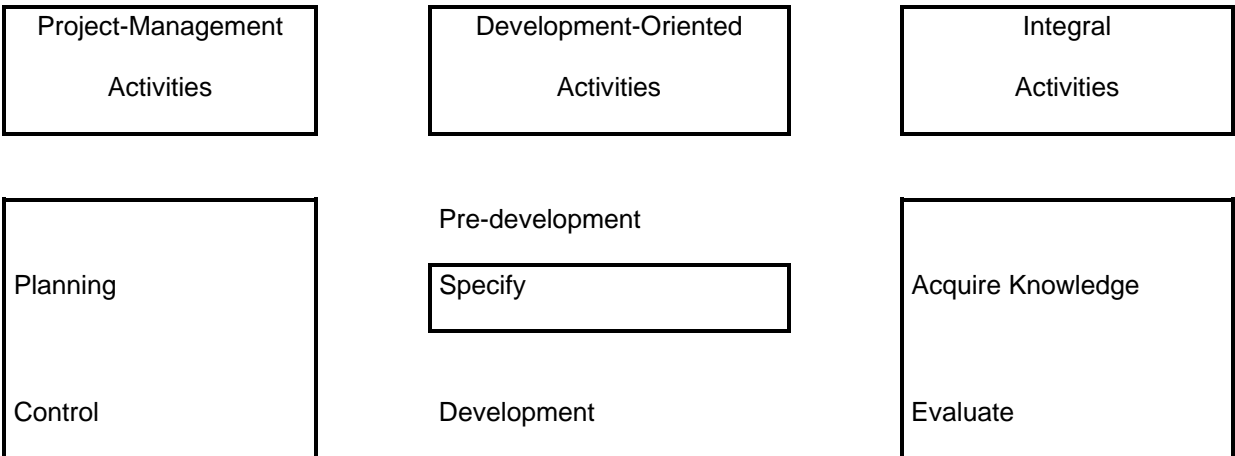 Project-Management
Activities
Development-Oriented
Activities
Integral
Activities
Pre-development
Planning
Specify
Acquire Knowledge
Control
Development
Evaluate